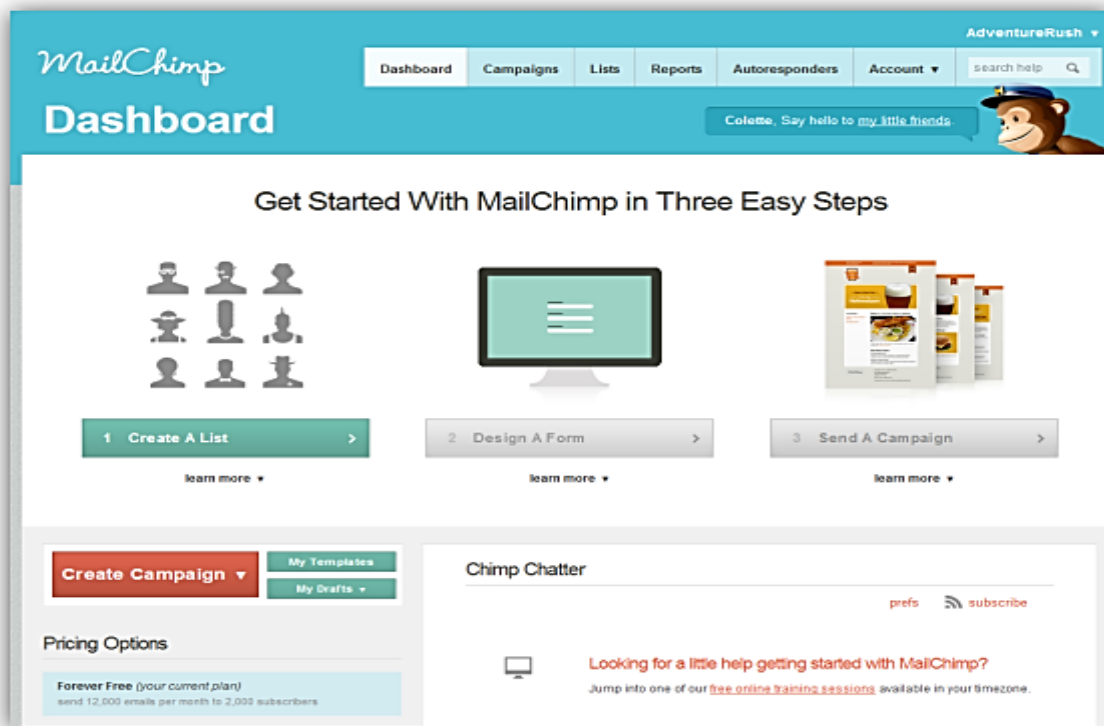 AdventureRush
MailChimp
Dashboard Campaigns Lists Reports Autoresponders Account search help
Dashboard
Colette, Say hello to my little friends.
Get Started With MailChimp in Three Easy Steps
1 Create A List
2 Design A Form
3 Send A Campaign
learn more
learn more
learn more
Create Campaign
My Templates
My Drafts
Pricing Options
Forever Free (your current plan)
send 12,000 emails per month to 2,000 subscribers
Chimp Chatter
prefs subscribe
Looking for a little help getting started with MailChimp?
Jump into one of our free online training sessions available in your timezone.